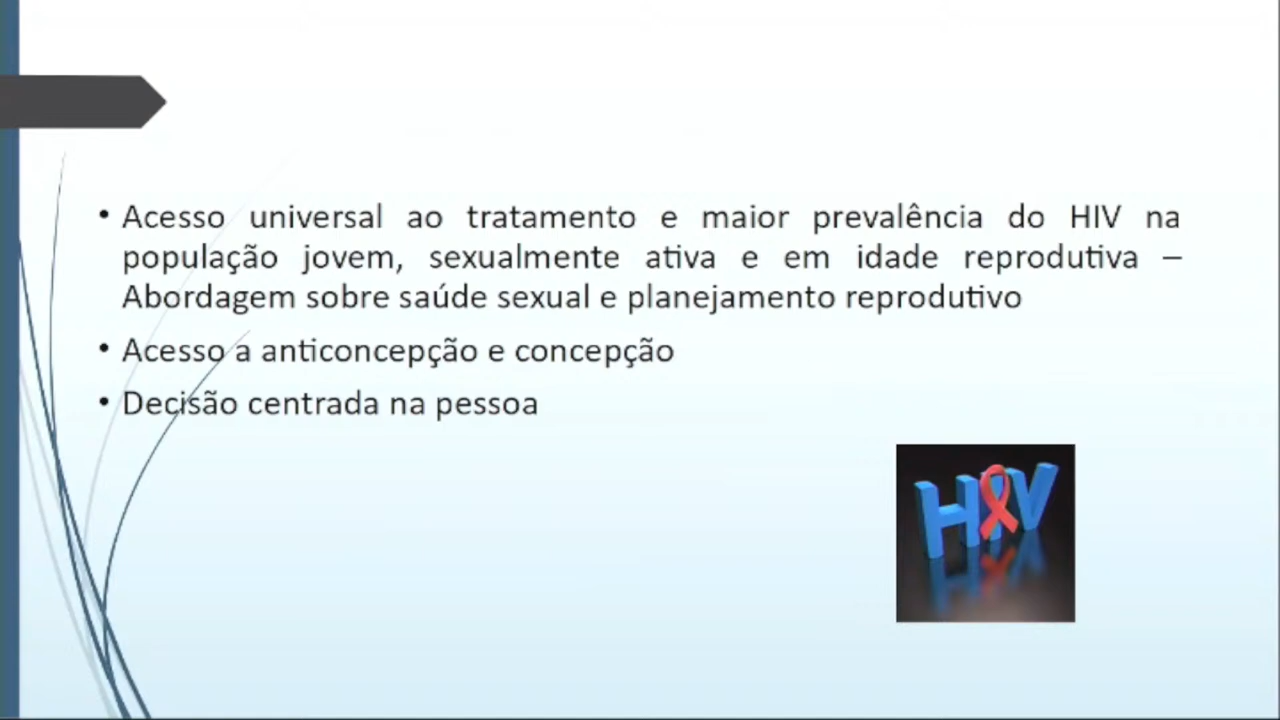 • Acesso universal ao tratamento e maior prevalência do HIV na
população jovem, sexualmente ativa e em idade reprodutiva –
Abordagem sobre saúde sexual e planejamento reprodutivo
• Acesso a anticoncepção e concepção
• Decisão centrada na pessoa
HIV